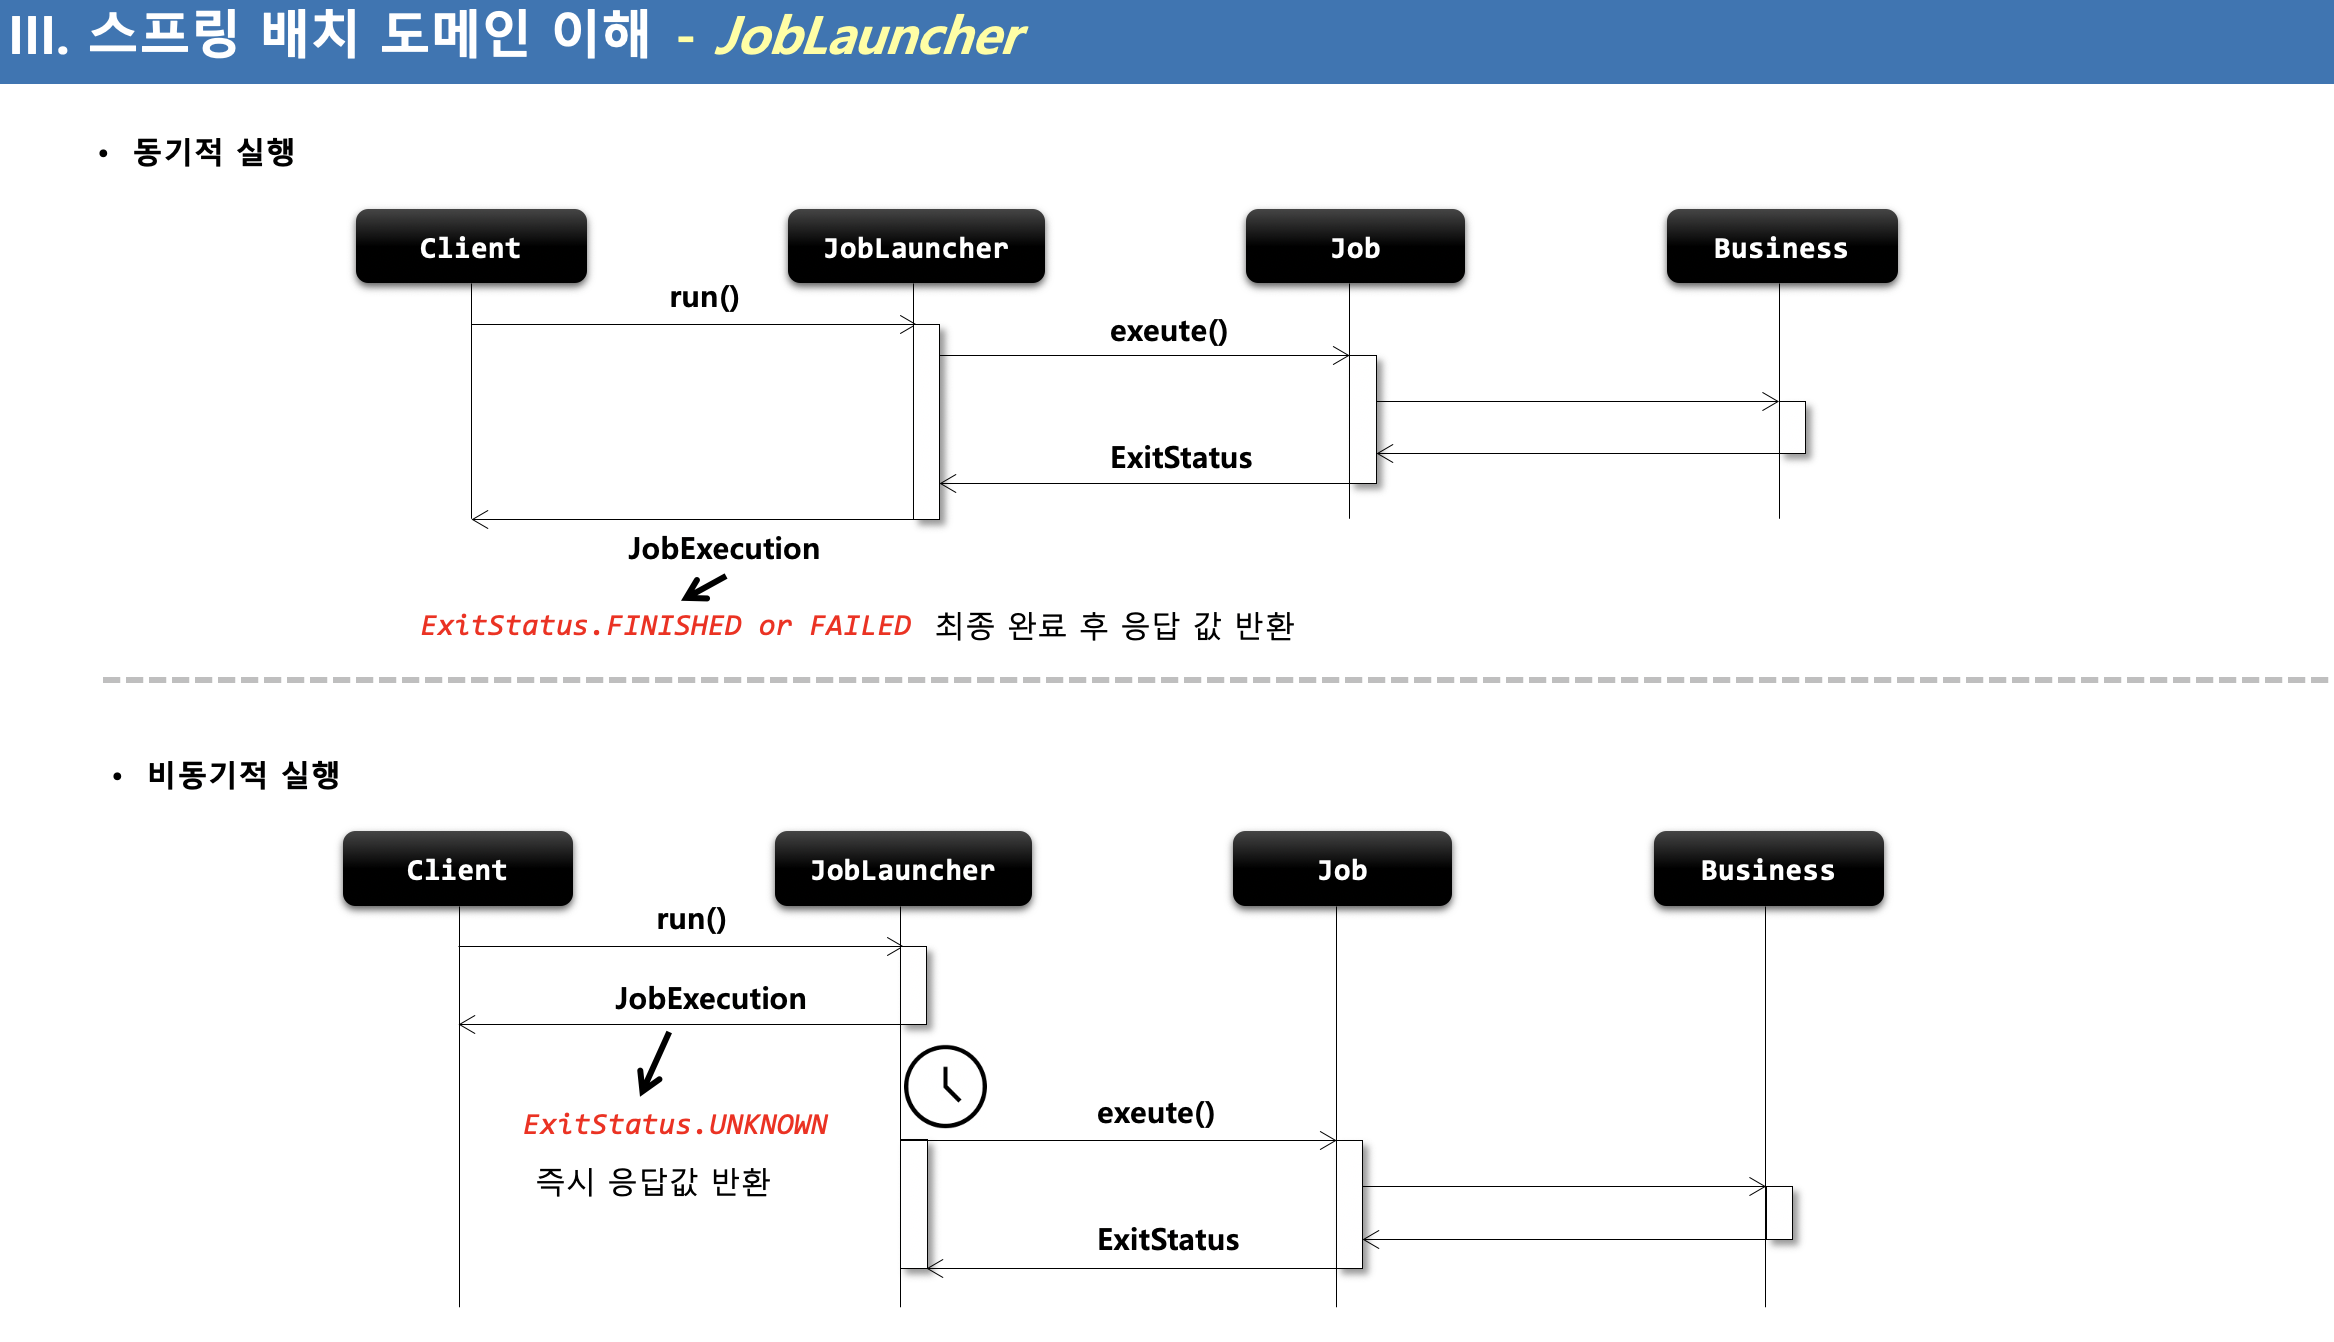 III. 스프링 배치 도메인 이해 - JobLauncher
• 동기적 실행
Client
JobLauncher
Job
Business
run()
exeute()
ExitStatus
JobExecution
ExitStatus.FINISHED or FAILED 최종 완료 후 응답 값 반환
• 비동기적 실행
Client
JobLauncher
Job
Business
run()
JobExecution
ExitStatus.UNKNOWN
즉시 응답값 반환
exeute()
ExitStatus